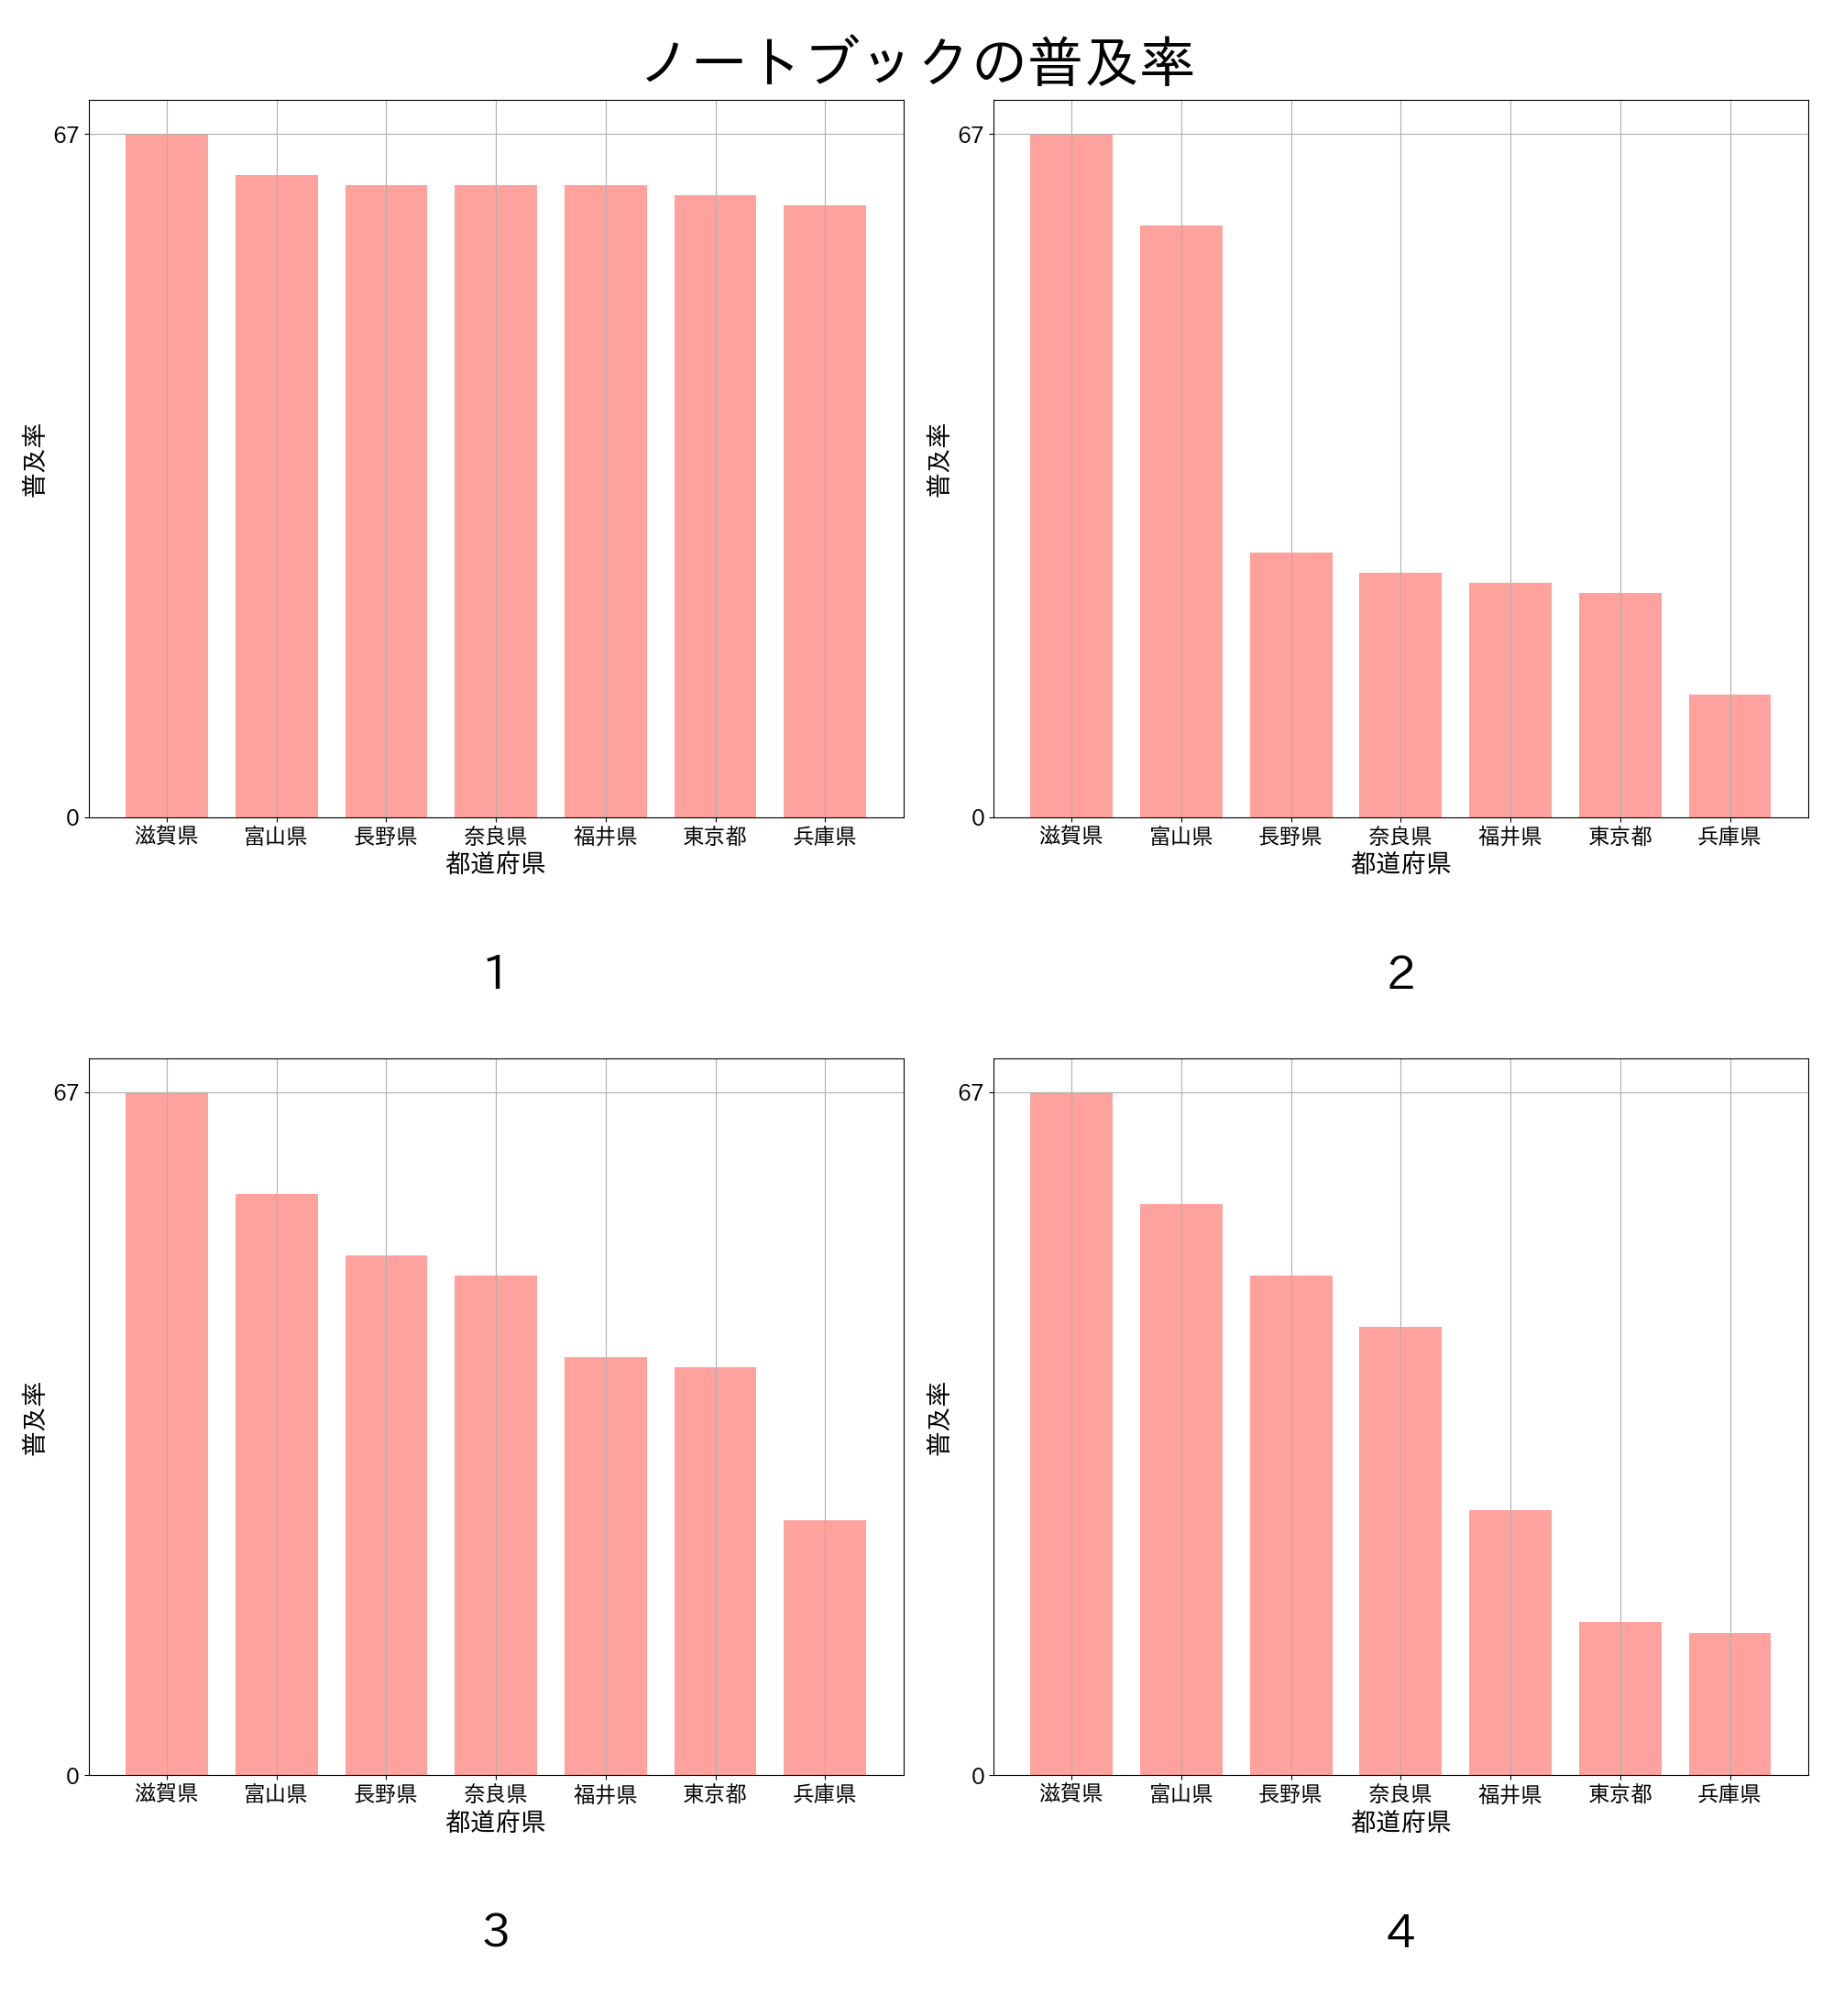 ノートブックの普及率
67
0
普及率
滋賀県 富山県 長野県 奈良県 福井県 東京都 兵庫県
都道府県
1
67
0
普及率
滋賀県 富山県 長野県 奈良県 福井県 東京都 兵庫県
都道府県
2
67
0
普及率
滋賀県 富山県 長野県 奈良県 福井県 東京都 兵庫県
都道府県
3
67
0
普及率
滋賀県 富山県 長野県 奈良県 福井県 東京都 兵庫県
都道府県
4